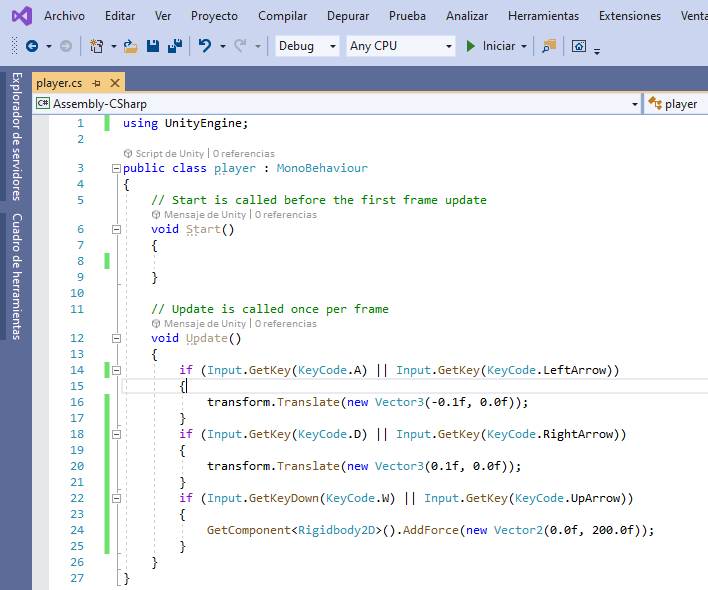 Archivo Editar Ver Proyecto Compilar Depurar Prueba Analizar Herramientas Extensiones Venta
Debug Any CPU Iniciar
player.cs
Assembly-CSharp player
Explorador de servidores
Cuadro de herramientas
1 using UnityEngine;
2
Script de Unity | 0 referencias
3 public class player : MonoBehaviour
4 {
5 // Start is called before the first frame update
Mensaje de Unity | 0 referencias
6 void Start()
7 {
8
9 }
10
11 // Update is called once per frame
Mensaje de Unity | 0 referencias
12 void Update()
13 {
14 if (Input.GetKey(KeyCode.A) || Input.GetKey(KeyCode.LeftArrow))
15 {
16 transform.Translate(new Vector3(-0.1f, 0.0f));
17 }
18 if (Input.GetKey(KeyCode.D) || Input.GetKey(KeyCode.RightArrow))
19 {
20 transform.Translate(new Vector3(0.1f, 0.0f));
21 }
22 if (Input.GetKeyDown(KeyCode.W) || Input.GetKey(KeyCode.UpArrow))
23 {
24 GetComponent<Rigidbody2D>().AddForce(new Vector2(0.0f, 200.0f));
25 }
26 }
27 }